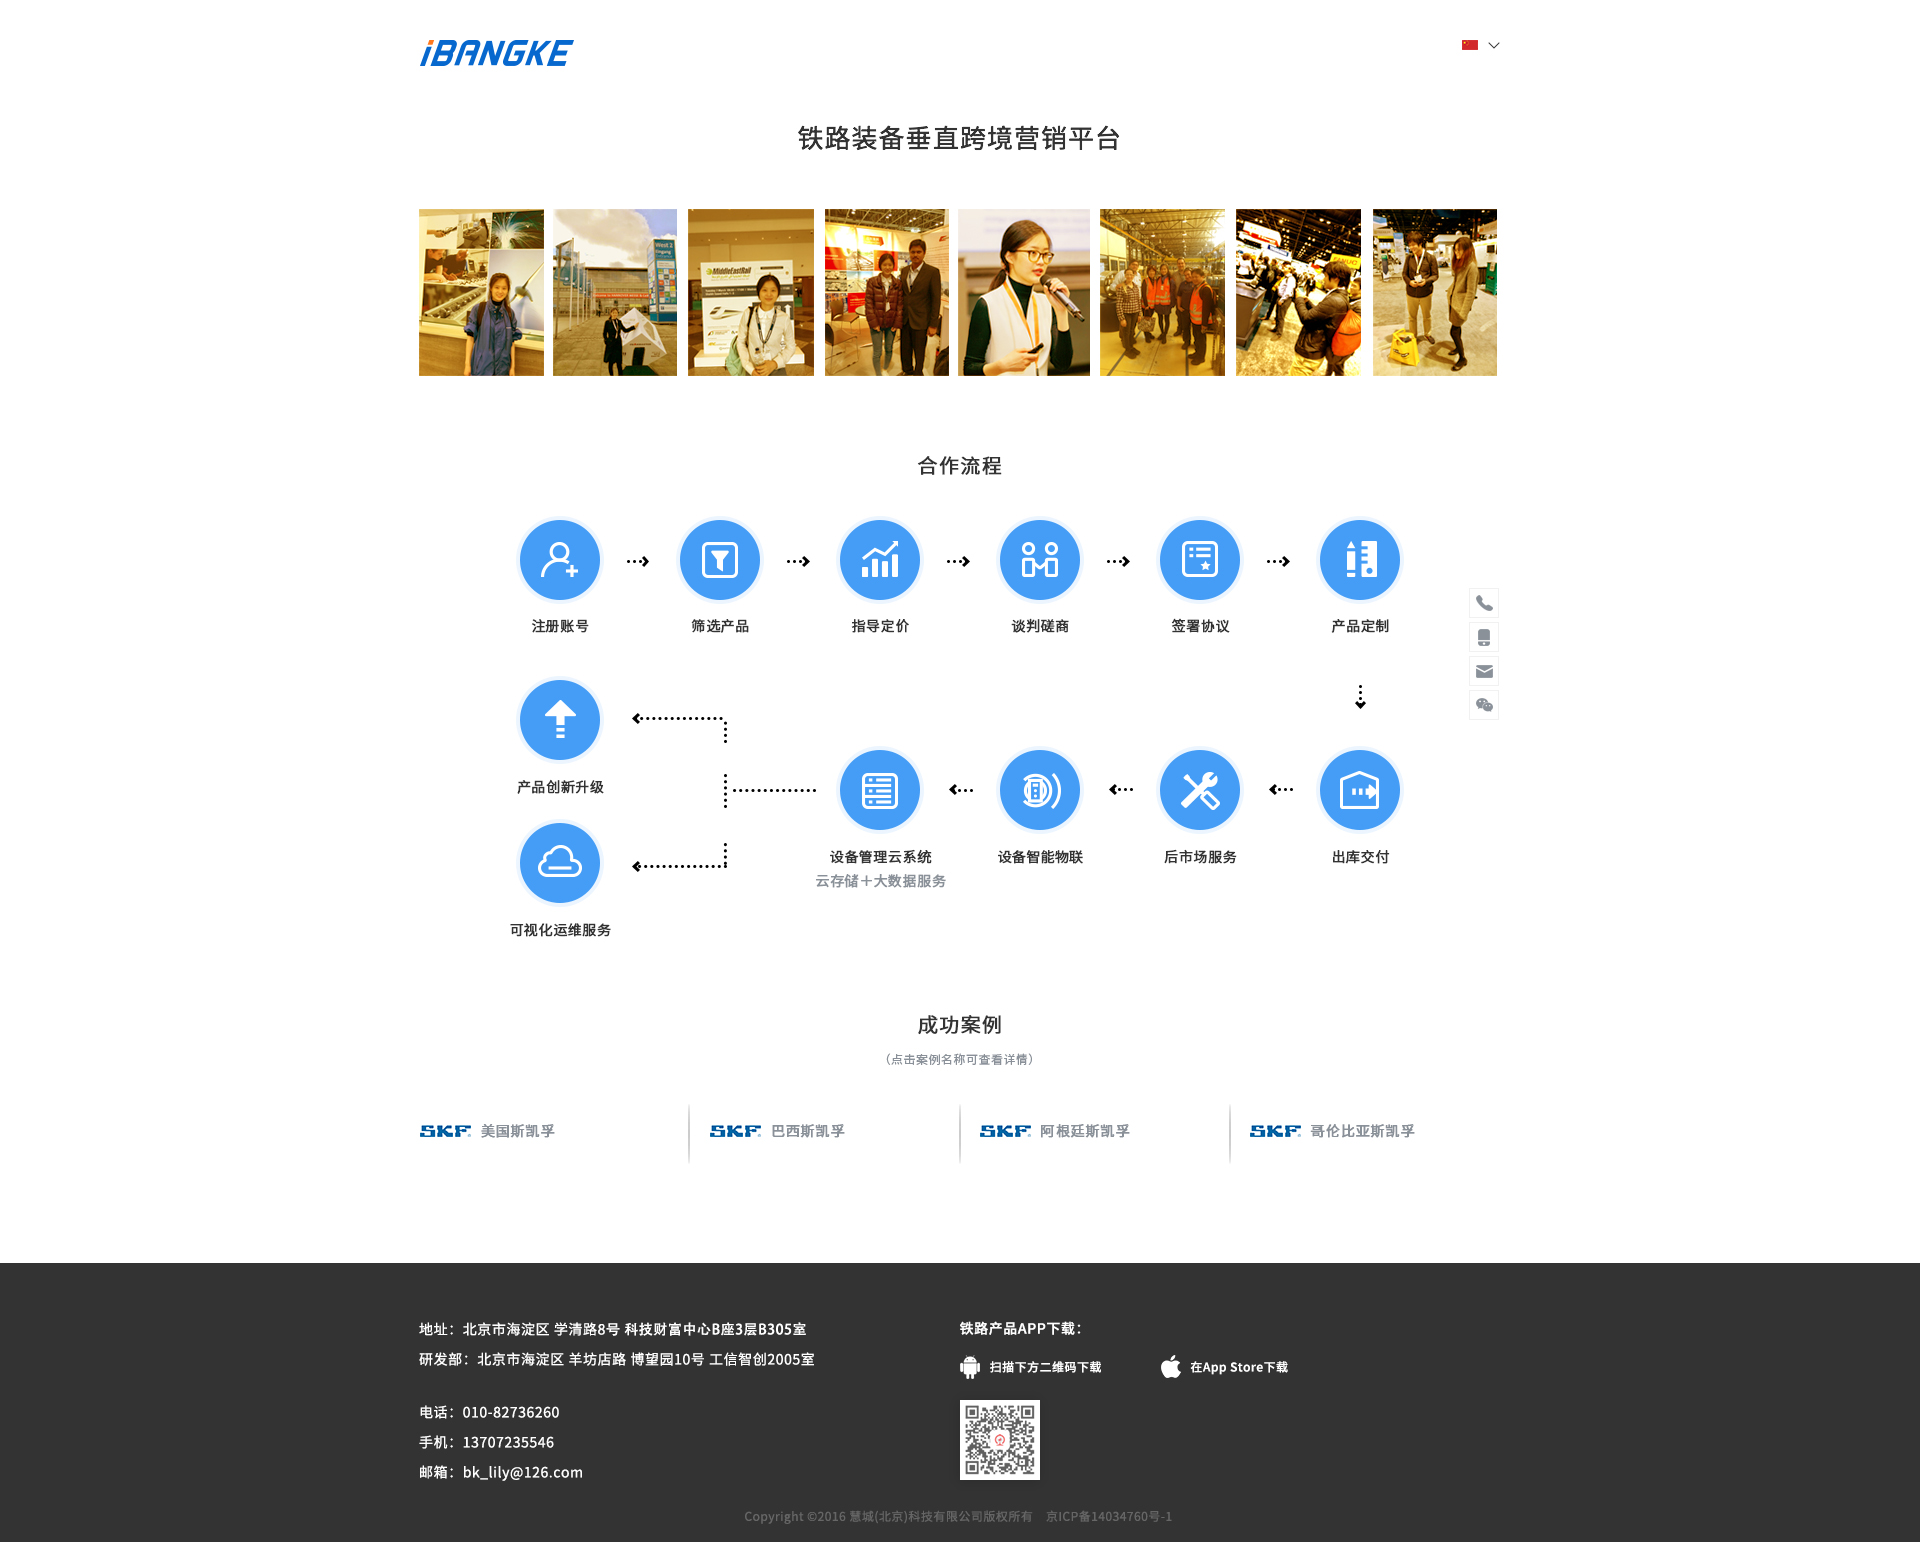 iBANGKE
铁路装备垂直跨境营销平台
West 2
Eingang
MiddleEastRail
合作流程
注册账号
筛选产品
指导定价
谈判磋商
签署协议
产品定制
产品创新升级
设备管理云系统
设备智能物联
后市场服务
出库交付
云存储+大数据服务
可视化运维服务
成功案例
（点击案例名称可查看详情）
SKF. 美国斯凯孚
SKF. 巴西斯凯孚
SKF. 阿根廷斯凯孚
SKF. 哥伦比亚斯凯孚
地址：北京市海淀区 学清路8号 科技财富中心B座3层B305室
研发部：北京市海淀区 羊坊店路 博望园10号 工信智创2005室
电话：010-82736260
手机：13707235546
邮箱：bk_lily@126.com
铁路产品APP下载：
扫描下方二维码下载
在App Store下载
Copyright ©2016 慧城(北京)科技有限公司版权所有 京ICP备14034760号-1